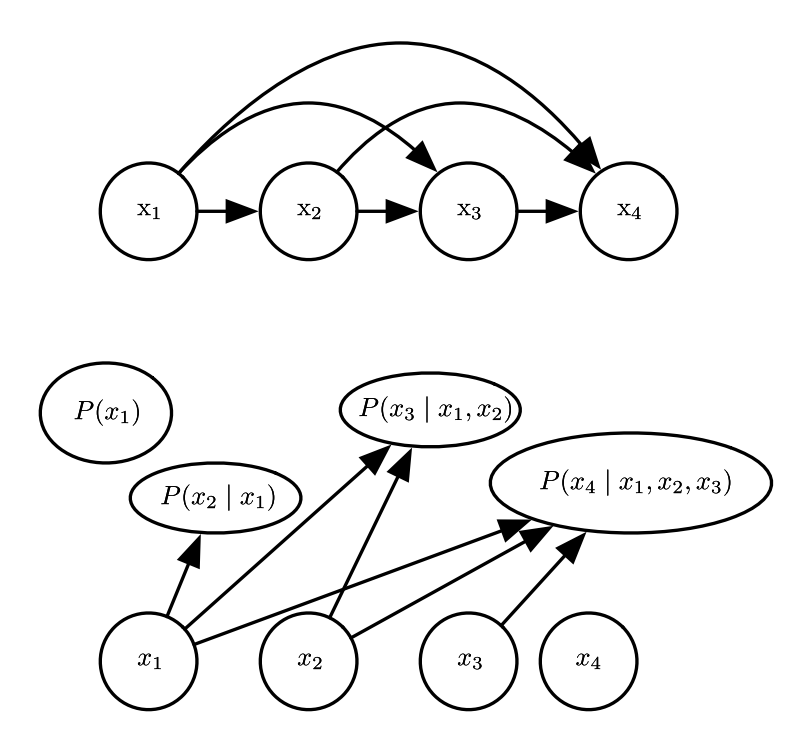 x₁ x₂ x₃ x₄
P(x₁)
P(x₃ | x₁, x₂)
P(x₄ | x₁, x₂, x₃)
P(x₂ | x₁)
x₁ x₂ x₃ x₄